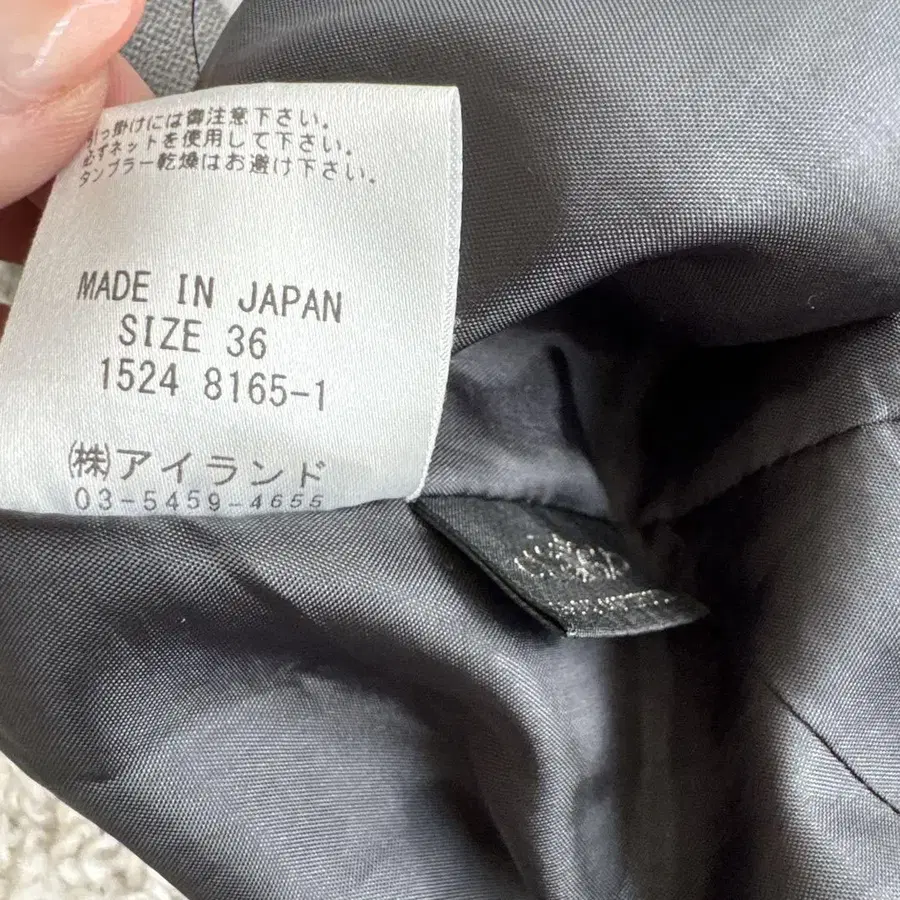 引っ掛けには御注意下さい。
必ずネットを使用して下さい。
タンブラー乾燥はお避け下さい。
MADE IN JAPAN
SIZE 36
1524 8165-1
㈱アイランド
03-5459-4655